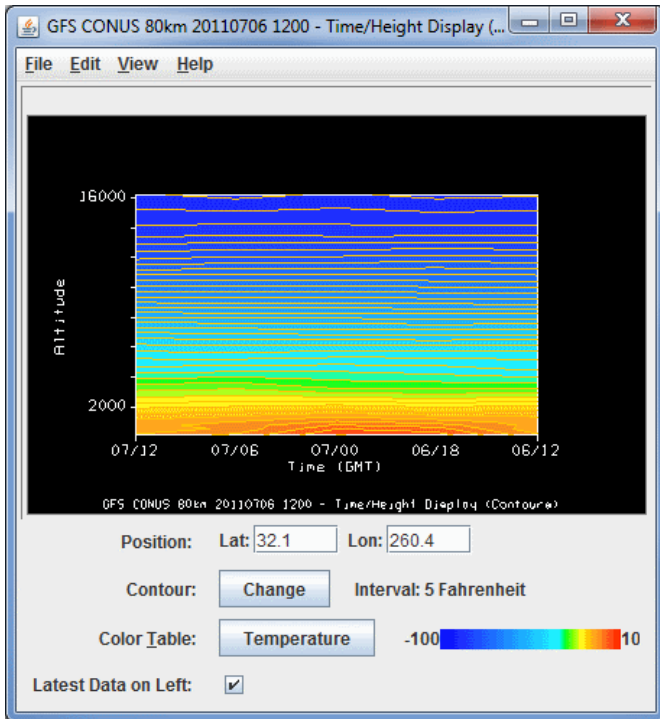 GFS CONUS 80km 20110706 1200 - Time/Height Display (...
File Edit View Help
16000
Altitude
2000
07/12 07/06 07/00 06/18 06/12
Time (GMT)
GFS CONUS 80km 20110706 1200 - Time/Height Display (Contours)
Position: Lat: 32.1 Lon: 260.4
Contour: Change Interval: 5 Fahrenheit
Color Table: Temperature -100 10
Latest Data on Left: